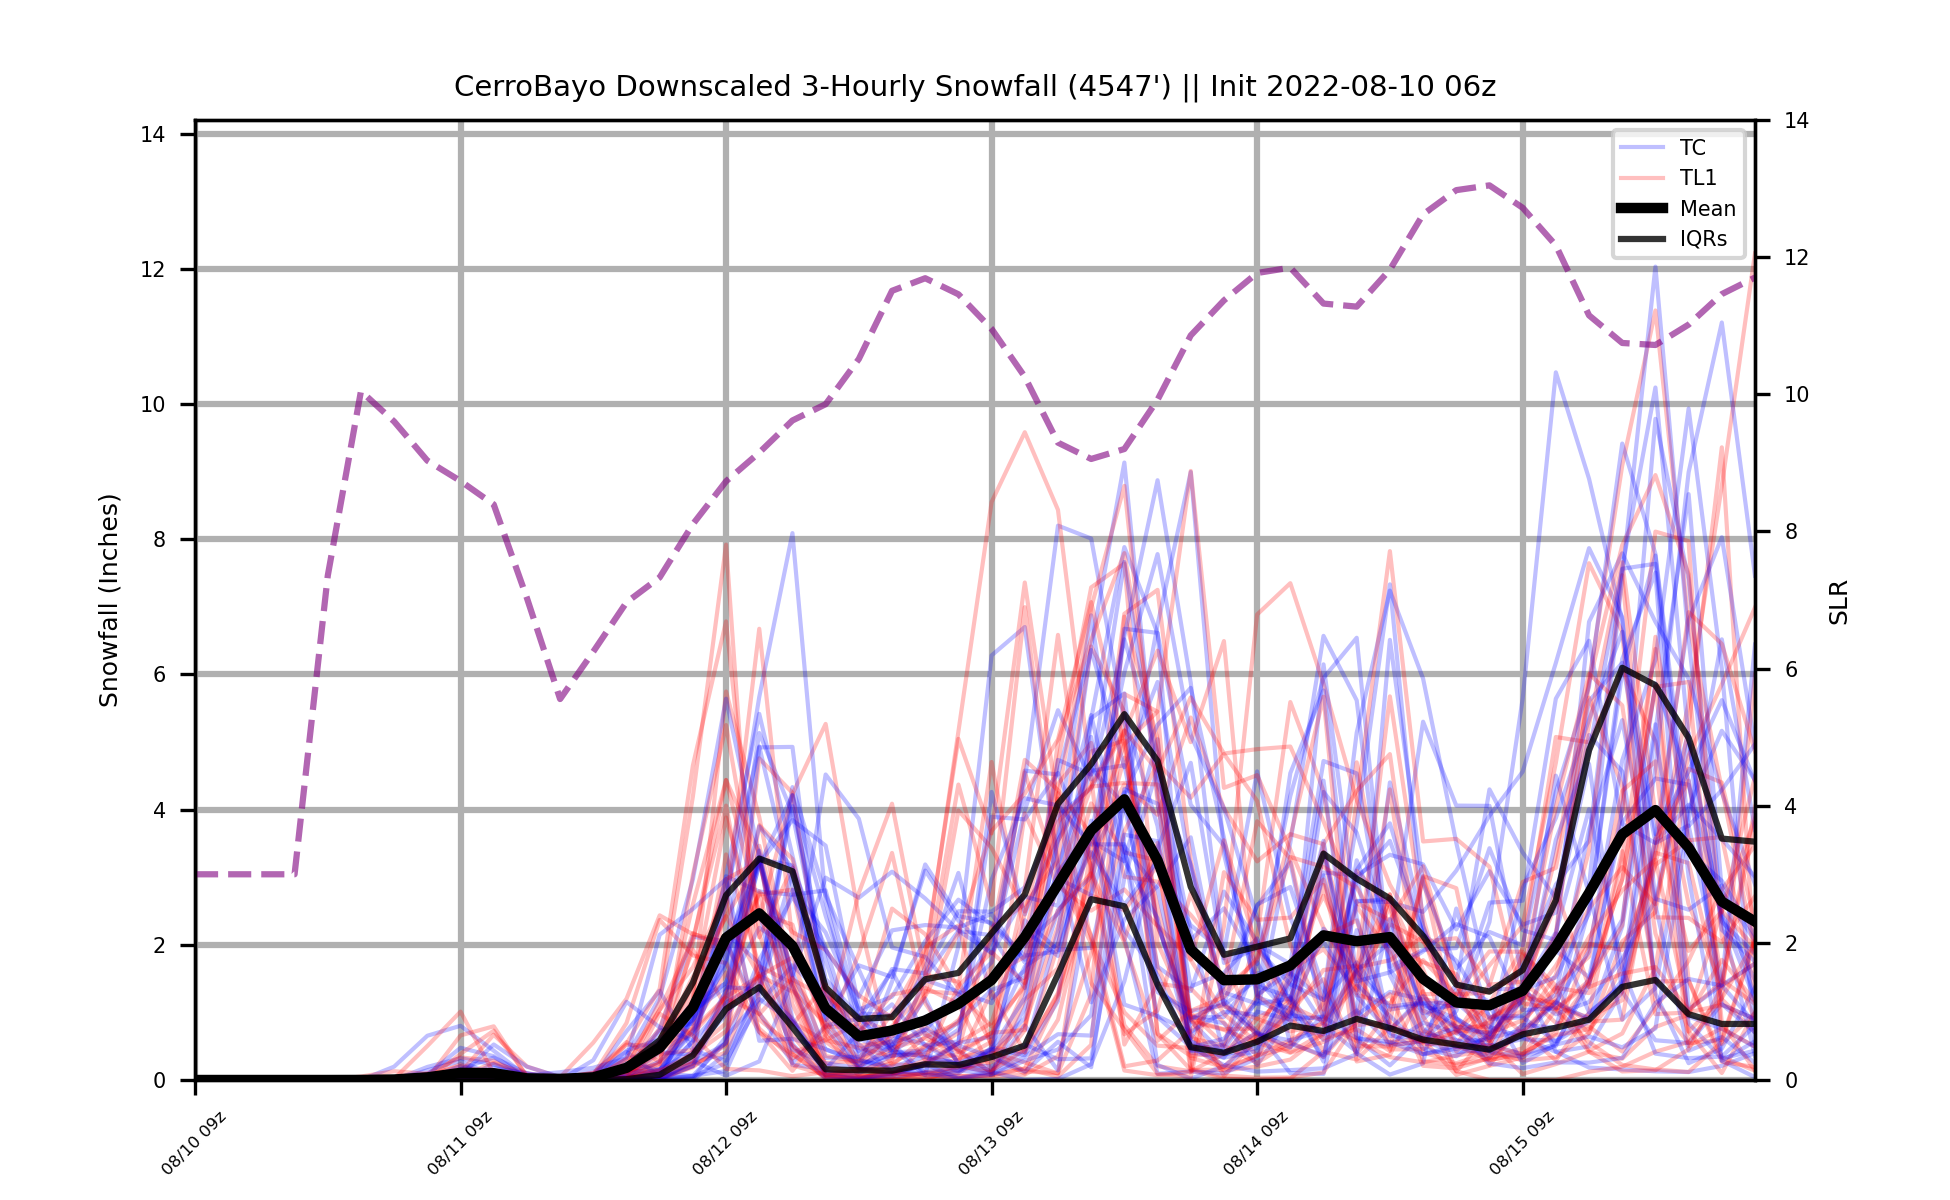 CerroBayo Downscaled 3-Hourly Snowfall (4547') || Init 2022-08-10 06z
Snowfall (Inches)
14
12
10
8
6
4
2
0
08/10 09z
08/11 09z
08/12 09z
08/13 09z
08/14 09z
08/15 09z
TC
TL1
Mean
IQRs
14
12
10
8
6
4
2
0
SLR